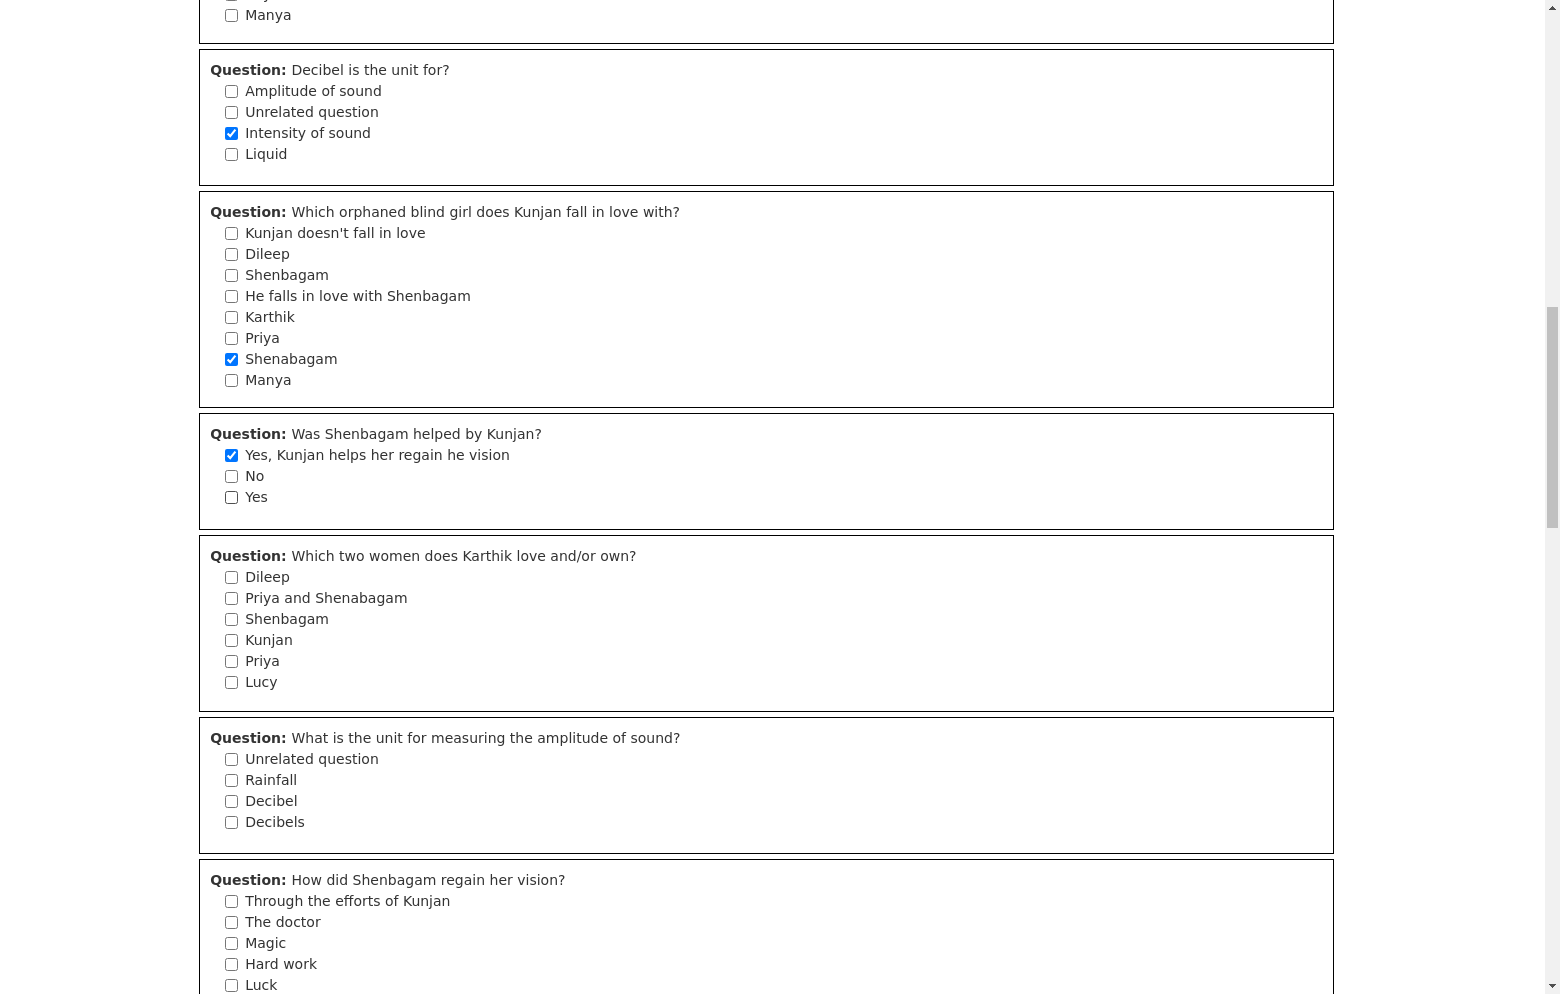 Manya
Question: Decibel is the unit for?
Amplitude of sound
Unrelated question
Intensity of sound
Liquid
Question: Which orphaned blind girl does Kunjan fall in love with?
Kunjan doesn't fall in love
Dileep
Shenbagam
He falls in love with Shenbagam
Karthik
Priya
Shenabagam
Manya
Question: Was Shenbagam helped by Kunjan?
Yes, Kunjan helps her regain he vision
No
Yes
Question: Which two women does Karthik love and/or own?
Dileep
Priya and Shenabagam
Shenbagam
Kunjan
Priya
Lucy
Question: What is the unit for measuring the amplitude of sound?
Unrelated question
Rainfall
Decibel
Decibels
Question: How did Shenbagam regain her vision?
Through the efforts of Kunjan
The doctor
Magic
Hard work
Luck